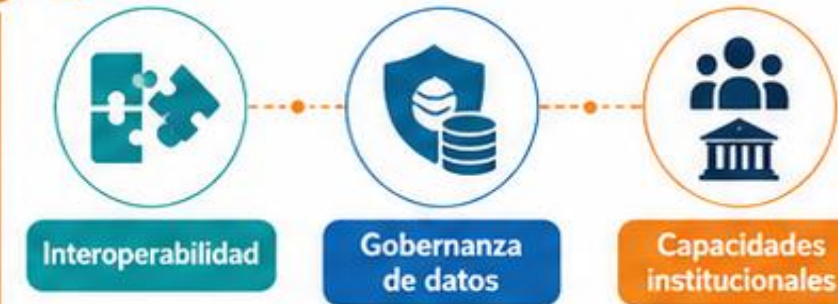 Interoperabilidad
Gobernanza
de datos
Capacidades
institucionales